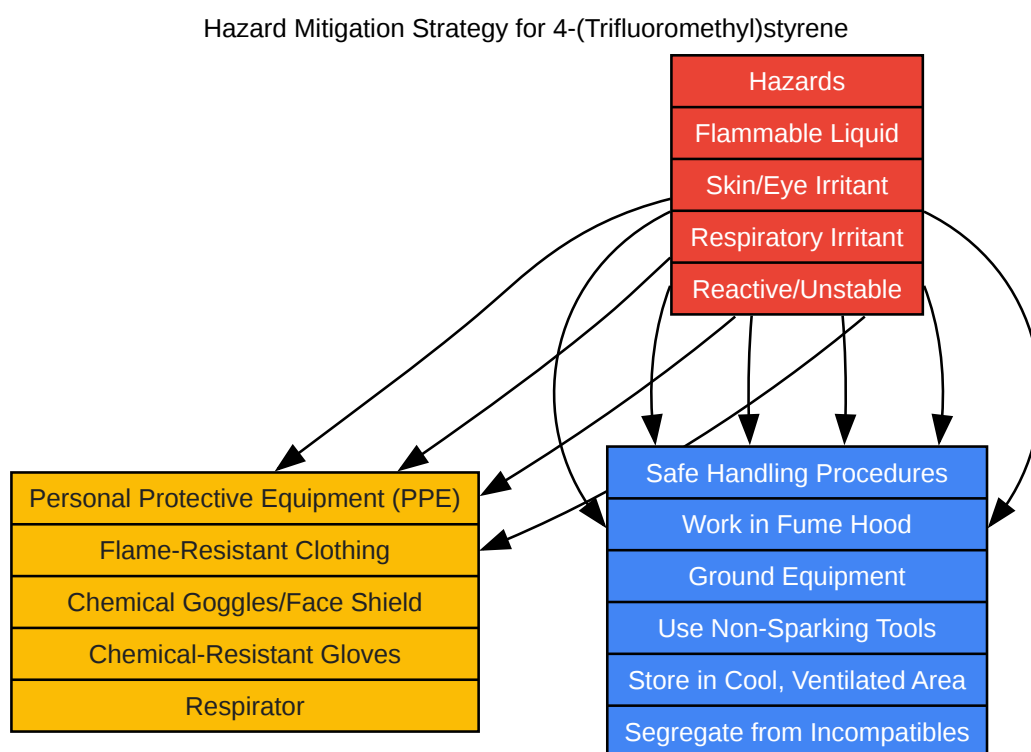 Hazard Mitigation Strategy for 4-(Trifluoromethyl)styrene
Hazards
Flammable Liquid
Skin/Eye Irritant
Respiratory Irritant
Reactive/Unstable
Personal Protective Equipment (PPE)
Flame-Resistant Clothing
Chemical Goggles/Face Shield
Chemical-Resistant Gloves
Respirator
Safe Handling Procedures
Work in Fume Hood
Ground Equipment
Use Non-Sparking Tools
Store in Cool, Ventilated Area
Segregate from Incompatibles